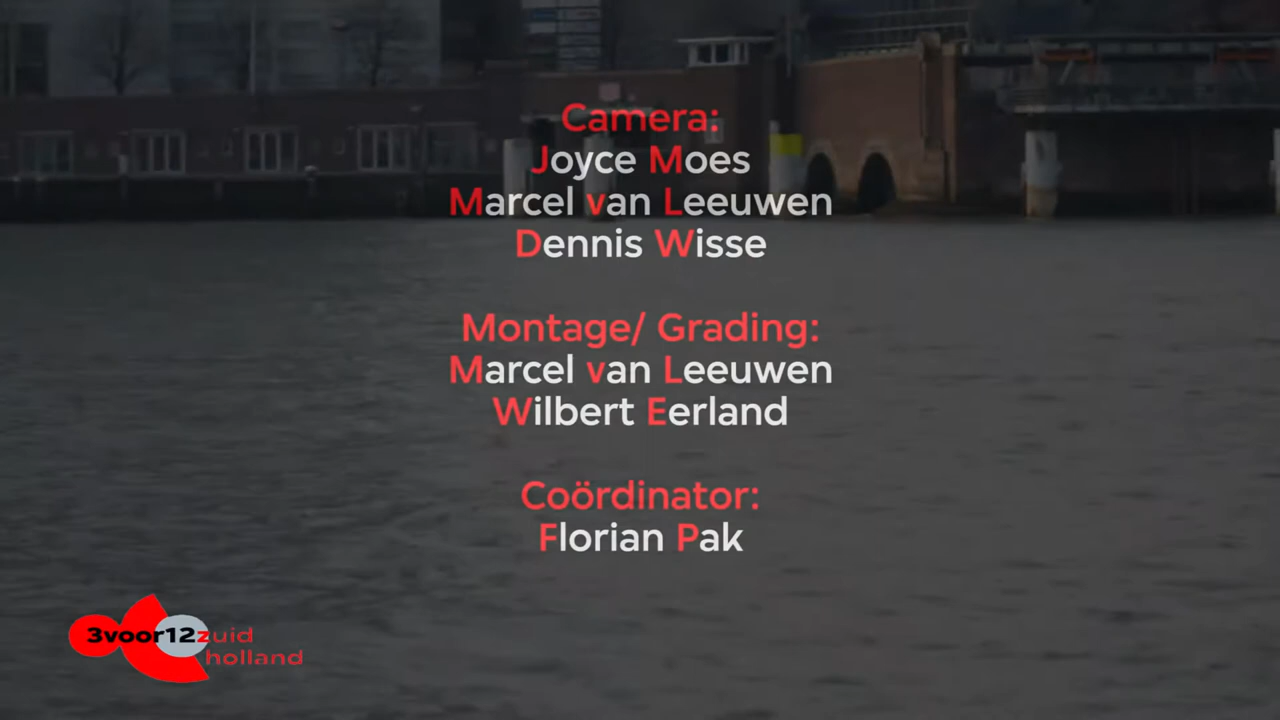 Camera:
Joyce Moes
Marcel van Leeuwen
Dennis Wisse
Montage/ Grading:
Marcel van Leeuwen
Wilbert Eerland
Coördinator:
Florian Pak
3voor12zuid
holland